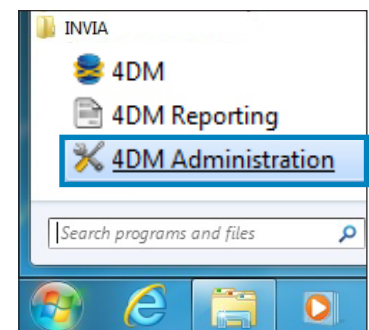 INVIA
4DM
4DM Reporting
4DM Administration
Search programs and files